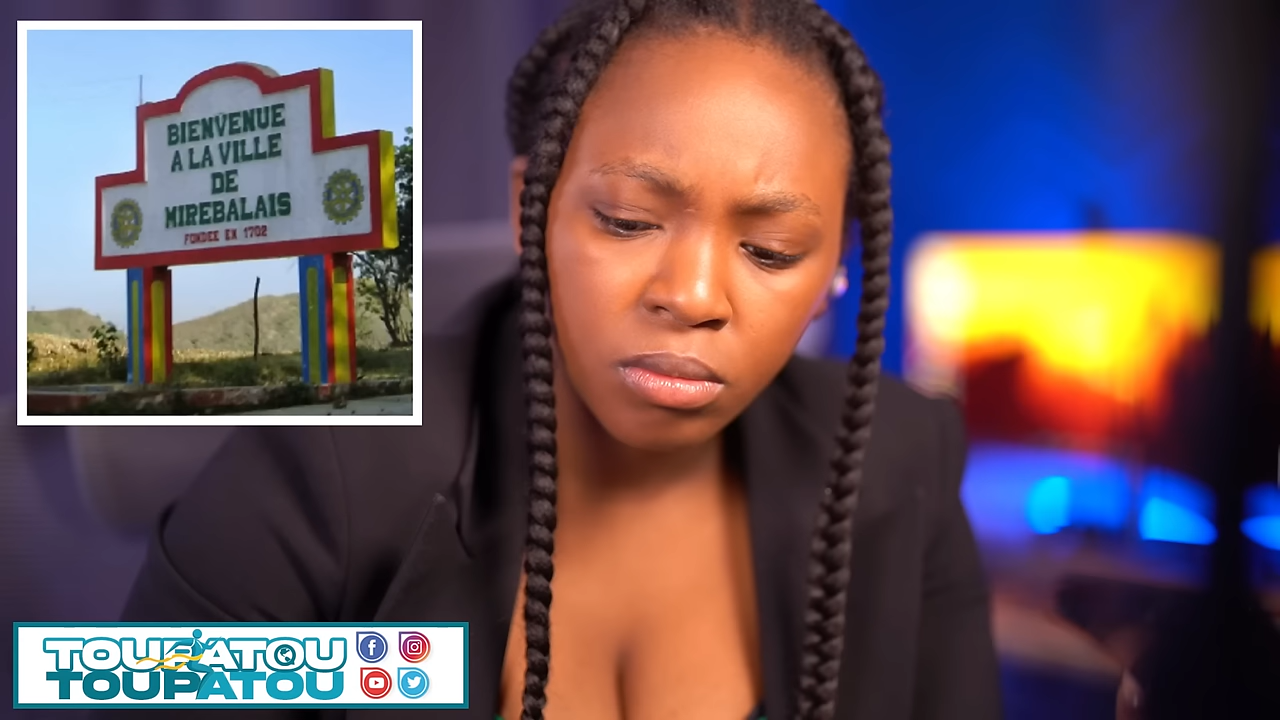 BIENVENUE
A LA VILLE
DE
MIREBALAIS
FONDEE EN 1702
TOUPATOU
TOUPATOU